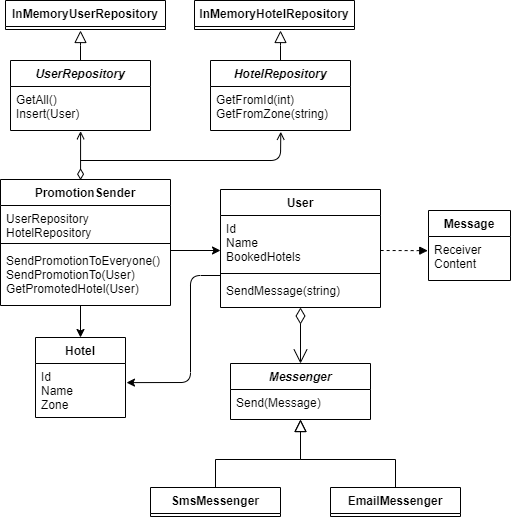 InMemoryUserRepository
InMemoryHotelRepository
UserRepository
GetAll()
Insert(User)
HotelRepository
GetFromId(int)
GetFromZone(string)
PromotionSender
UserRepository
HotelRepository
SendPromotionToEveryone()
SendPromotionTo(User)
GetPromotedHotel(User)
User
Id
Name
BookedHotels
SendMessage(string)
Message
Receiver
Content
Hotel
Id
Name
Zone
Messenger
Send(Message)
SmsMessenger
EmailMessenger